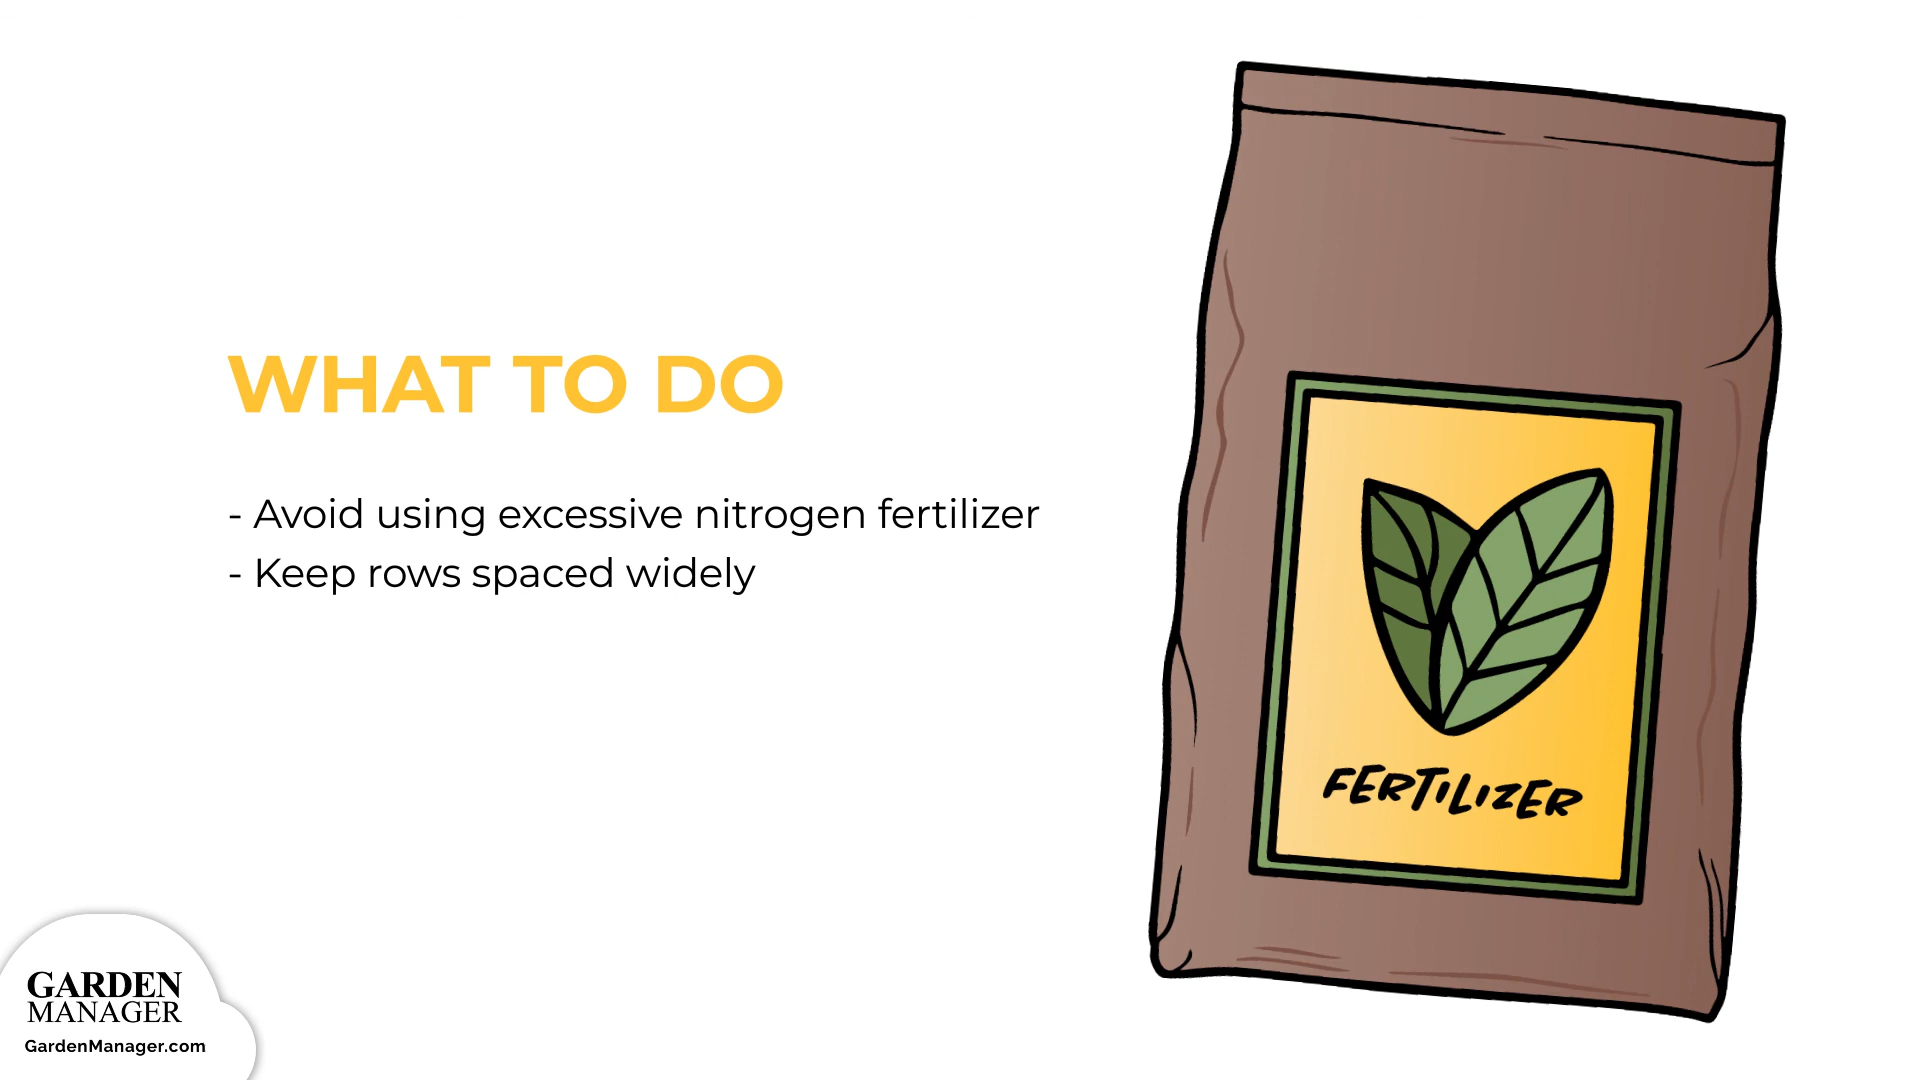 WHAT TO DO
- Avoid using excessive nitrogen fertilizer
- Keep rows spaced widely
FERTILIZER
GARDEN
MANAGER
GardenManager.com